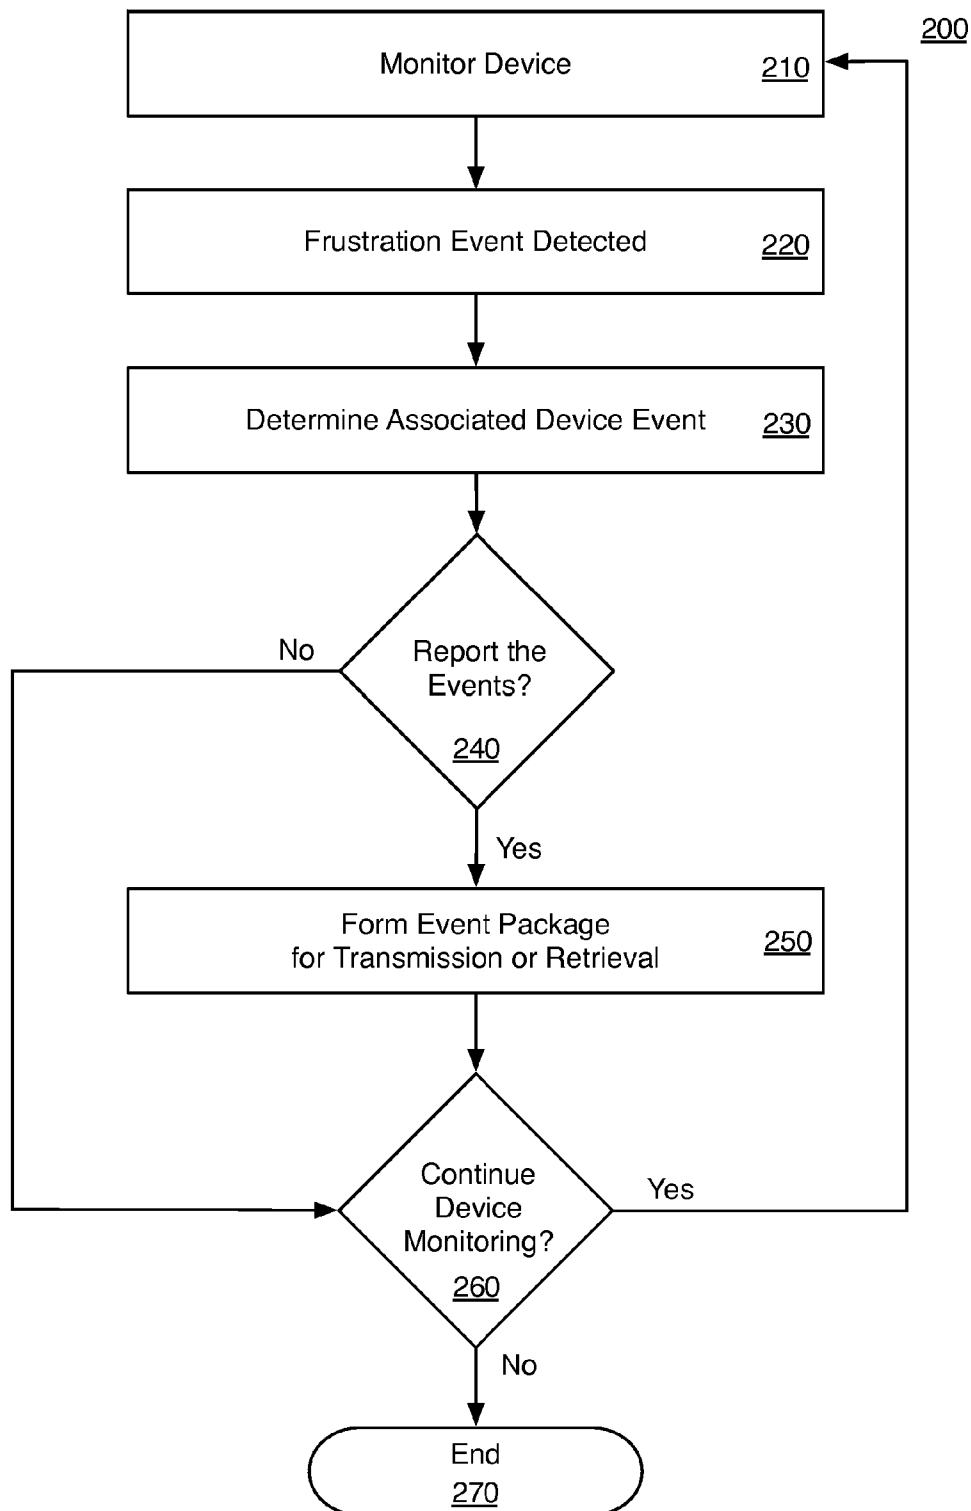 200
Monitor Device 210
Frustration Event Detected 220
Determine Associated Device Event 230
No
Report the
Events?
240
Yes
Form Event Package
for Transmission or Retrieval
250
Continue
Device
Monitoring?
260
Yes
No
End
270